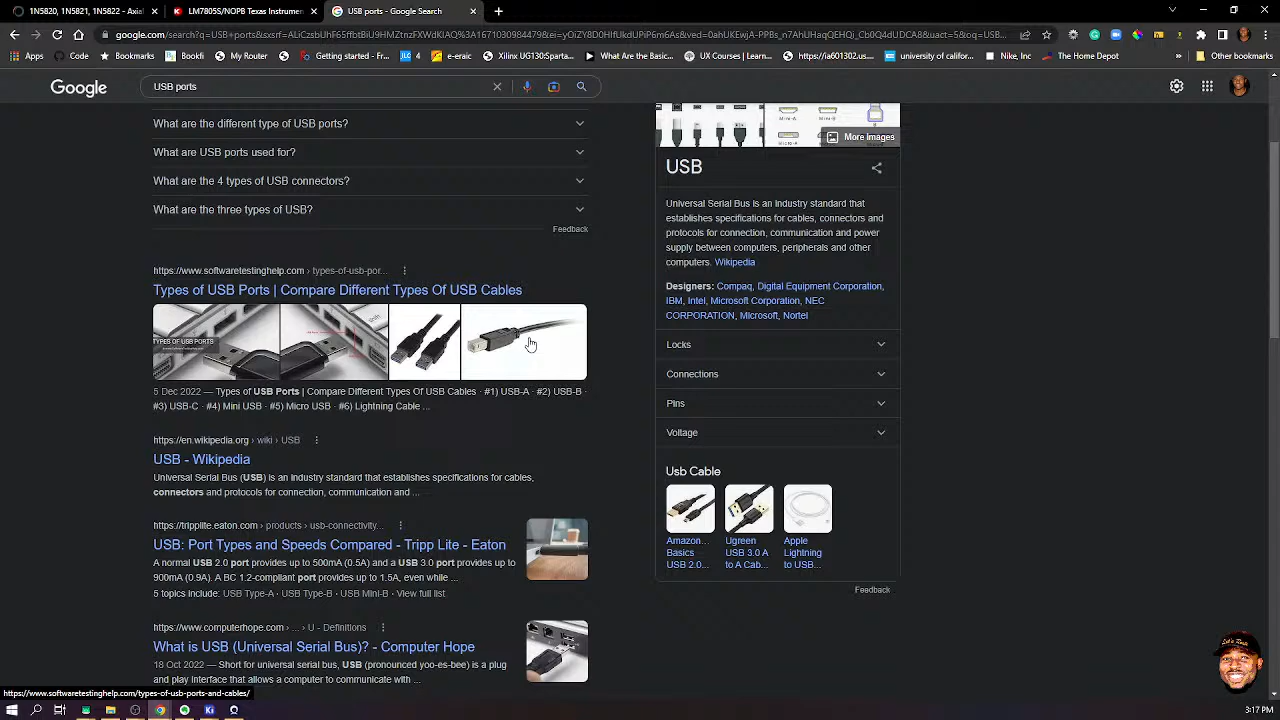 1N5820, 1N5821, 1N5822 - Axial
LM7805S/NOPB Texas Instrumen
USB ports - Google Search
Apps
Code
Bookmarks
BokSJ
My Router
Getting started - Fr...
4
Arcaic
Xilinx UG130Sparta...
What Are the Basic...
UX Courses | Learn...
https://ia601302.us...
university of califor...
Nike, Inc
The Home Depot
»
Other bookmarks
Google
USB ports
What are the different type of USB ports?
What are USB ports used for?
What are the 4 types of USB connectors?
What are the three types of USB?
Feedback
https://www.softwaretestinghelp.com › types-of-usb-por...
Types of USB Ports | Compare Different Types Of USB Cables
TYPES OF USB PORTS
5 Dec 2022 — Types of USB Ports | Compare Different Types Of USB Cables · #1) USB-A · #2) USB-B ·
#3) USB-C · #4) Mini USB · #5) Micro USB · #6) Lightning Cable ...
https://en.wikipedia.org › wiki › USB
USB - Wikipedia
Universal Serial Bus (USB) is an industry standard that establishes specifications for cables,
connectors and protocols for connection, communication and ...
https://tripplite.eaton.com › products › usb-connectivity...
USB: Port Types and Speeds Compared - Tripp Lite - Eaton
A normal USB 2.0 port provides up to 500mA (0.5A) and a USB 3.0 port provides up to
900mA (0.9A). A BC 1.2-compliant port provides up to 1.5A, even while ...
Ports include: USB Type-A · USB Type-B · USB Mini-B · View full list
https://www.computerhope.com › ... › U - Definitions
What is USB (Universal Serial Bus)? - Computer Hope
18 Oct 2022 — Short for universal serial bus, USB (pronounced yoo-es-bee) is a plug
and play interface that allows a computer to communicate with ...
Mini-A
Mini-B
More Images
USB
Universal Serial Bus is an industry standard that
establishes specifications for cables, connectors and
protocols for connection, communication and power
supply between computers, peripherals and other
computers. Wikipedia
Designers: Compaq, Digital Equipment Corporation,
IBM, Intel, Microsoft Corporation, NEC
CORPORATION, Microsoft, Nortel
Locks
Connections
Pins
Voltage
Usb Cable
Amazon...
Basics
USB 2.0...
Ugreen
USB 3.0 A
to A Cab...
Apple
Lightning
to USB...
Feedback
https://www.softwaretestinghelp.com/types-of-usb-ports-and-cables/
3:17 PM